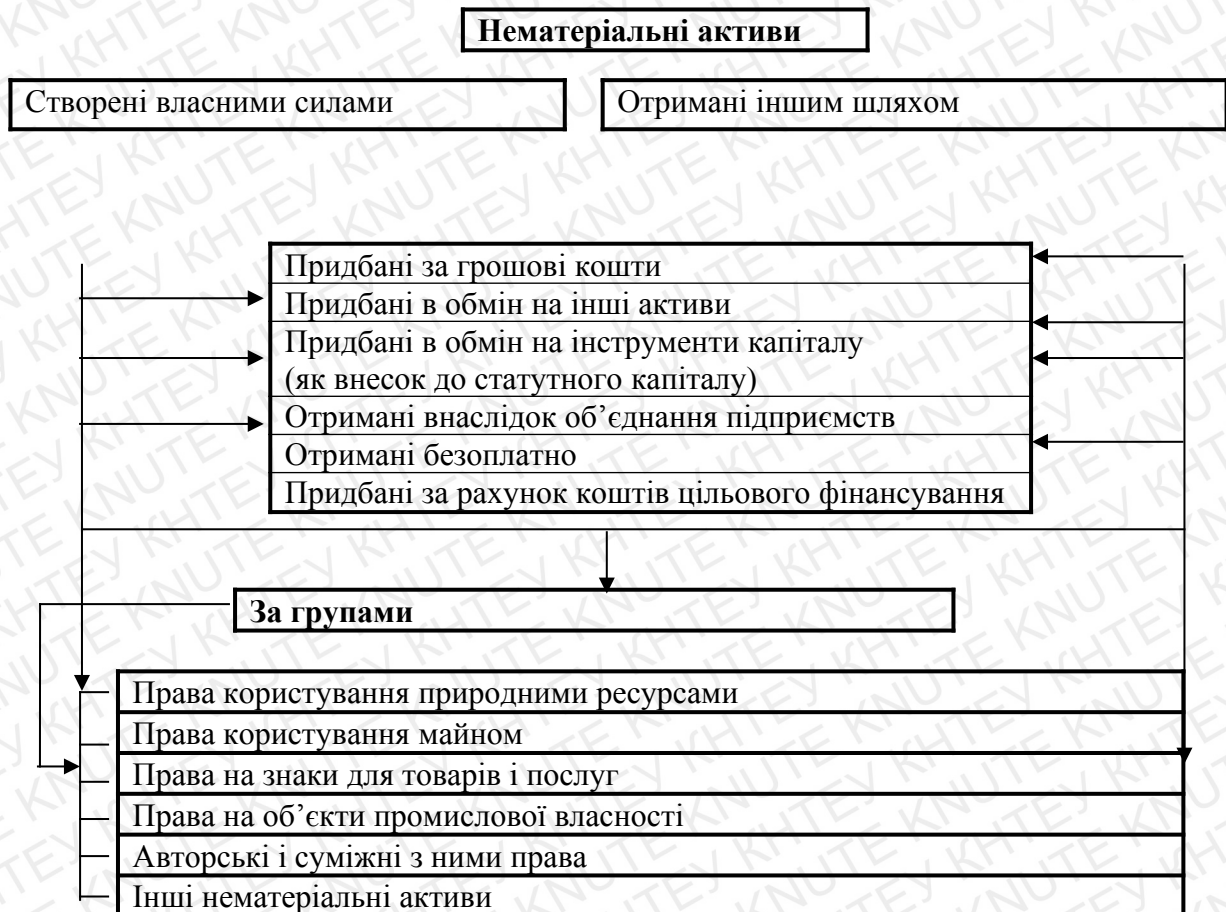 Нематеріальні активи
Створені власними силами
Отримані іншим шляхом
Придбані за грошові кошти
Придбані в обмін на інші активи
Придбані в обмін на інструменти капіталу
(як внесок до статутного капіталу)
Отримані внаслідок об’єднання підприємств
Отримані безоплатно
Придбані за рахунок коштів цільового фінансування
За групами
Права користування природними ресурсами
Права користування майном
Права на знаки для товарів і послуг
Права на об’єкти промислової власності
Авторські і суміжні з ними права
Інші нематеріальні активи